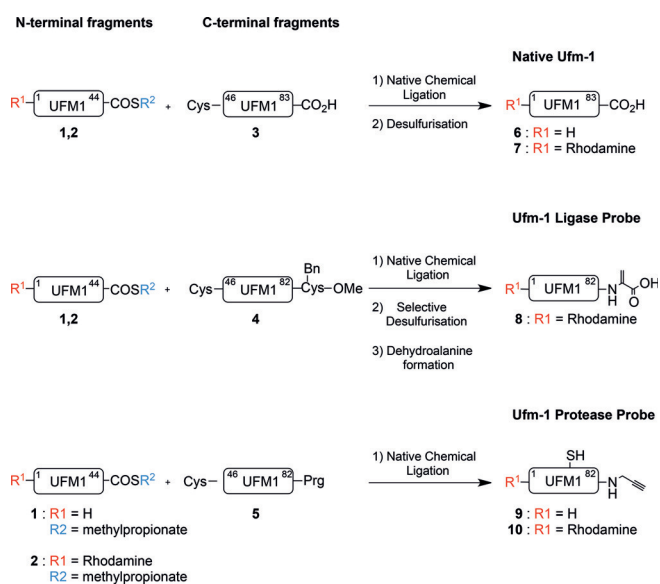 N-terminal fragments
C-terminal fragments
Native Ufm-1
R¹ 1 UFM1 44 COSR² + Cys 46 UFM1 83 CO₂H
1) Native Chemical
Ligation
2) Desulfurisation
R¹ 1 UFM1 83 CO₂H
1,2
3
6 : R1 = H
7 : R1 = Rhodamine
Ufm-1 Ligase Probe
R¹ 1 UFM1 44 COSR² + Cys 46 UFM1 82 Bn Cys OMe
1) Native Chemical
Ligation
2) Selective
Desulfurisation
3) Dehydroalanine
formation
R¹ 1 UFM1 82 N H O OH
1,2
4
8 : R1 = Rhodamine
Ufm-1 Protease Probe
R¹ 1 UFM1 44 COSR² + Cys 46 UFM1 82 Prg
1) Native Chemical
Ligation
SH
R¹ 1 UFM1 82 N H
1 : R1 = H
R2 = methylpropionate
5
9 : R1 = H
10 : R1 = Rhodamine
2 : R1 = Rhodamine
R2 = methylpropionate